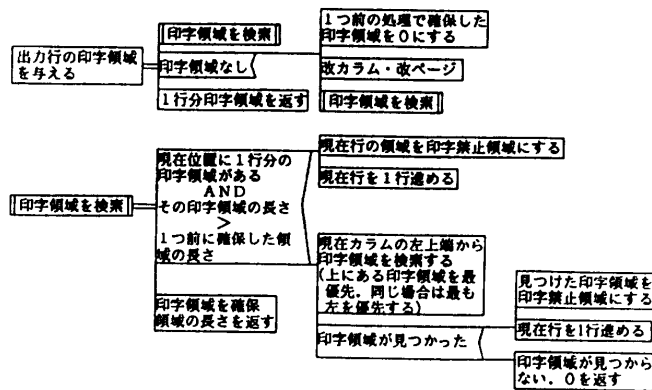 出力行の印字領域
を与える
印字領域を検索
印字領域なし
1行分印字領域を返す
1つ前の処理で確保した
印字領域を0にする
改カラム・改ページ
印字領域を検索
印字領域を検索
現在位置に1行分の
印字領域がある
AND
その印字領域の長さ
>
1つ前に確保した領
域の長さ
印字領域を確保
領域の長さを返す
現在行の領域を印字禁止領域にする
現在行を1行進める
現在カラムの左上端から
印字領域を検索する
(上にある印字領域を最
優先.同じ場合は最も
左を優先する)
印字領域が見つかった
見つけた印字領域を
印字禁止領域にする
現在行を1行進める
印字領域が見つから
ない.0を返す